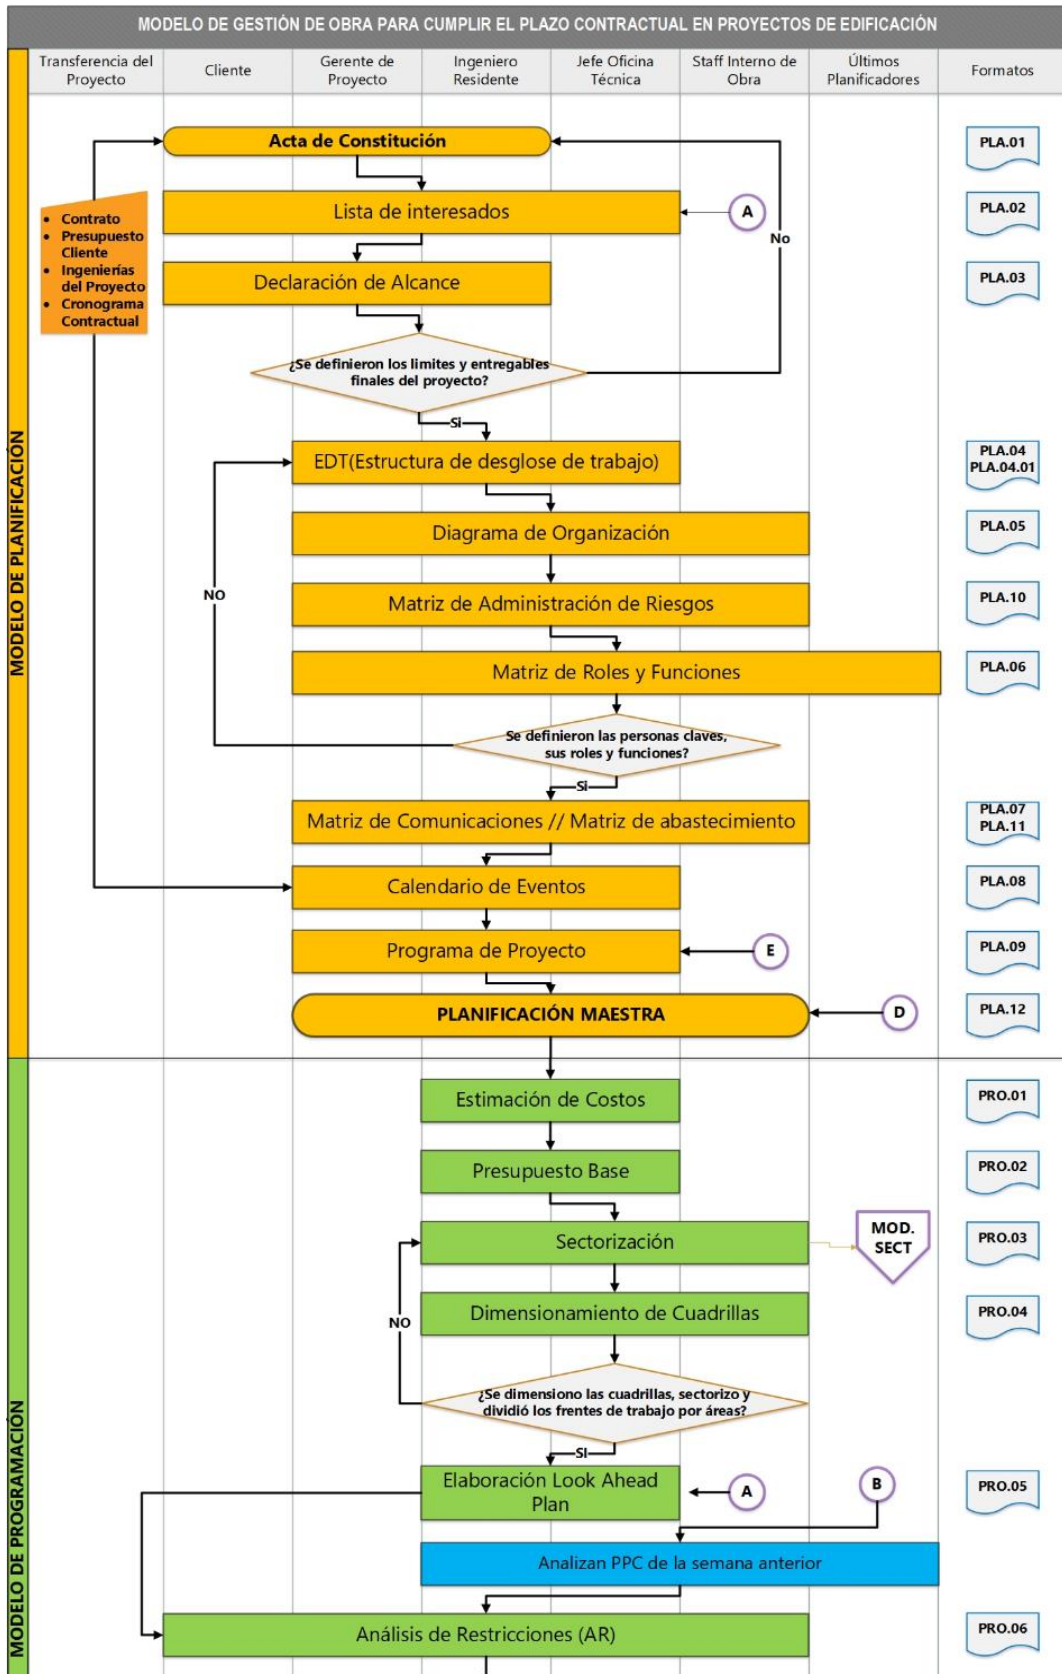 MODELO DE GESTIÓN DE OBRA PARA CUMPLIR EL PLAZO CONTRACTUAL EN PROYECTOS DE EDIFICACIÓN
Transferencia del
Proyecto
Cliente
Gerente de
Proyecto
Ingeniero
Residente
Jefe Oficina
Técnica
Staff Interno de
Obra
Últimos
Planificadores
Formatos
MODELO DE PLANIFICACIÓN
Acta de Constitución
PLA.01
• Contrato
• Presupuesto
Cliente
• Ingenierías
del Proyecto
• Cronograma
Contractual
Lista de interesados
A
PLA.02
No
Declaración de Alcance
PLA.03
¿Se definieron los limites y entregables
finales del proyecto?
Si
EDT(Estructura de desglose de trabajo)
PLA.04
PLA.04.01
Diagrama de Organización
PLA.05
NO
Matriz de Administración de Riesgos
PLA.10
Matriz de Roles y Funciones
PLA.06
Se definieron las personas claves,
sus roles y funciones?
Si
Matriz de Comunicaciones // Matriz de abastecimiento
PLA.07
PLA.11
Calendario de Eventos
PLA.08
Programa de Proyecto
E
PLA.09
PLANIFICACIÓN MAESTRA
D
PLA.12
MODELO DE PROGRAMACIÓN
Estimación de Costos
PRO.01
Presupuesto Base
PRO.02
Sectorización
MOD.
SECT
PRO.03
Dimensionamiento de Cuadrillas
PRO.04
NO
¿Se dimensiono las cuadrillas, sectorizo y
dividió los frentes de trabajo por áreas?
SI
Elaboración Look Ahead
Plan
A
B
PRO.05
Analizan PPC de la semana anterior
Análisis de Restricciones (AR)
PRO.06